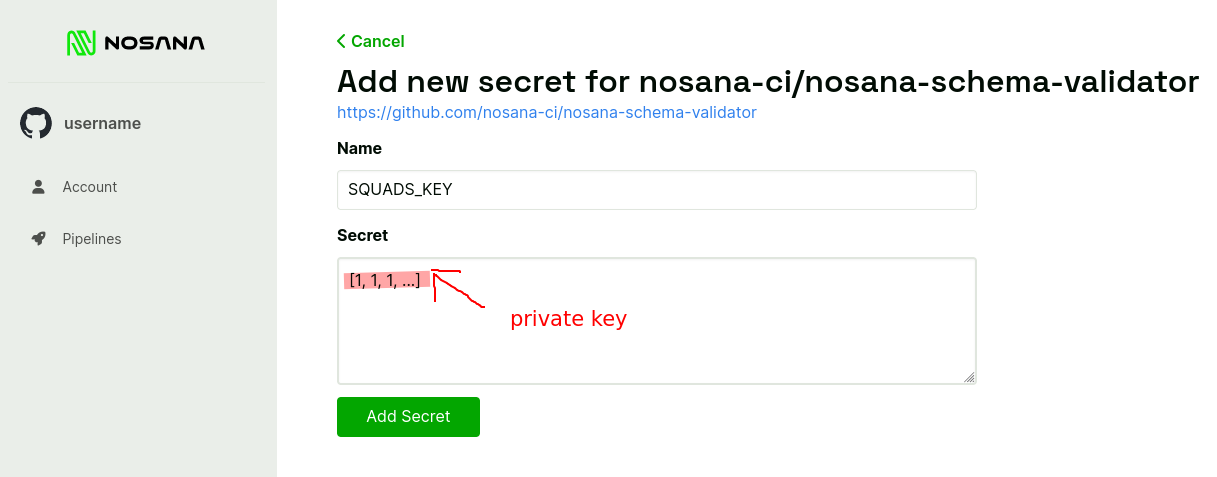 NOSANA
username
Account
Pipelines
Cancel
Add new secret for nosana-ci/nosana-schema-validator
https://github.com/nosana-ci/nosana-schema-validator
Name
SQUADS_KEY
Secret
[1, 1, 1, ...]
private key
Add Secret